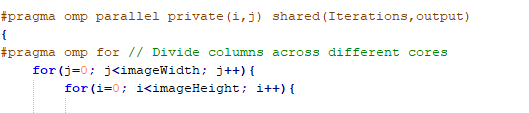 #pragma omp parallel private(i,j) shared(Iterations,output)
{
#pragma omp for // Divide columns across different cores
for(j=0; j<imageWidth; j++){
for(i=0; i<imageHeight; i++){